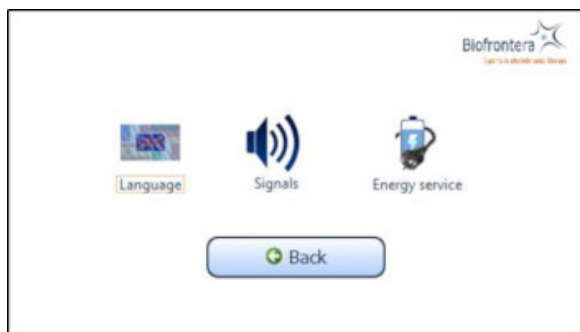 Biofrontera
Language
Signals
Energy service
Back